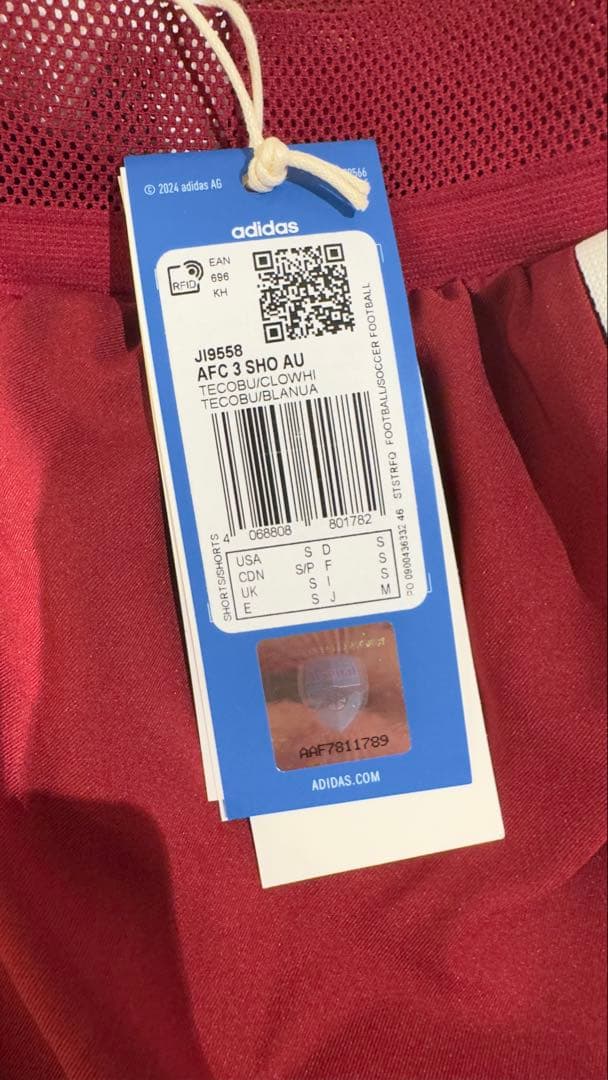 © 2024 adidas AG
adidas
RFID
EAN
696
KH
JI9558
AFC 3 SHO AU
TECOBU/CLOWHI
TECOBU/BLANUA
4 068808 801782
USA S D S
CDN S/P F S
UK S I S
E S J M
SHORTS/SHORTS
PO 0900436332 46 STSTRFQ FOOTBALL/SOCCER FOOTBALL
AAF7811789
ADIDAS.COM